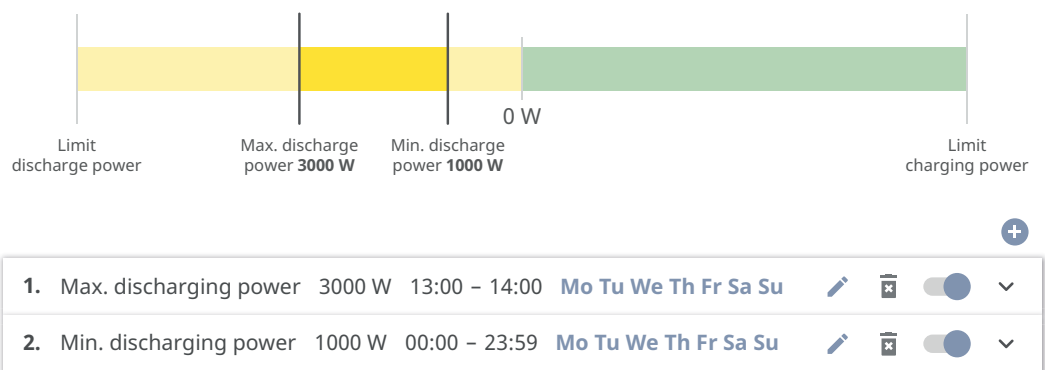 0 W
Limit
discharge power
Max. discharge
power 3000 W
Min. discharge
power 1000 W
Limit
charging power
1. Max. discharging power 3000 W 13:00 – 14:00 Mo Tu We Th Fr Sa Su
2. Min. discharging power 1000 W 00:00 – 23:59 Mo Tu We Th Fr Sa Su